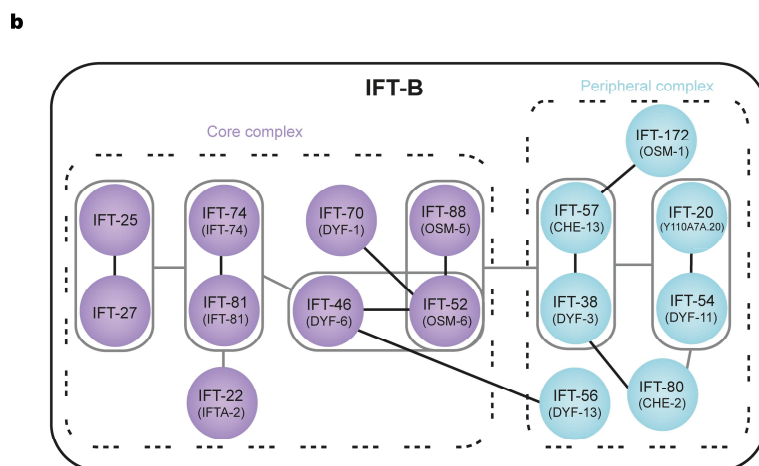 b
IFT-B
Peripheral complex
Core complex
IFT-172
(OSM-1)
IFT-25
IFT-74
(IFT-74)
IFT-70
(DYF-1)
IFT-88
(OSM-5)
IFT-57
(CHE-13)
IFT-20
(Y110A7A.20)
IFT-27
IFT-81
(IFT-81)
IFT-46
(DYF-6)
IFT-52
(OSM-6)
IFT-38
(DYF-3)
IFT-54
(DYF-11)
IFT-22
(IFTA-2)
IFT-56
(DYF-13)
IFT-80
(CHE-2)